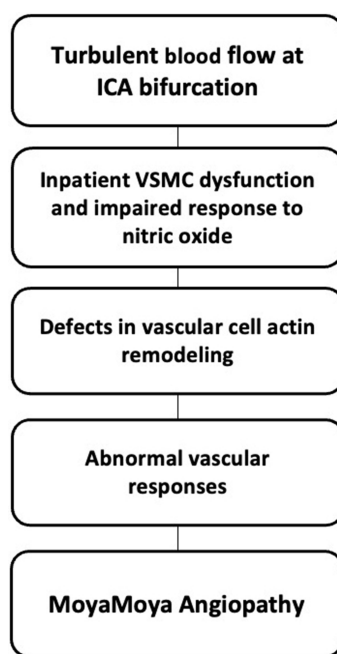 Turbulent blood flow at
ICA bifurcation
Inpatient VSMC dysfunction
and impaired response to
nitric oxide
Defects in vascular cell actin
remodeling
Abnormal vascular
responses
MoyaMoya Angiopathy